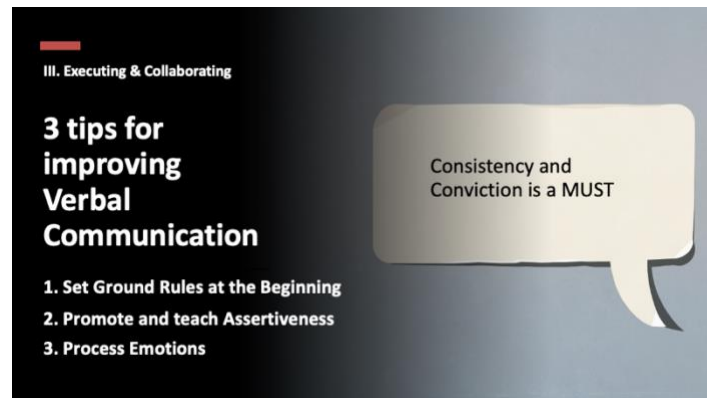 III. Executing & Collaborating
3 tips for
improving
Verbal
Communication
1. Set Ground Rules at the Beginning
2. Promote and teach Assertiveness
3. Process Emotions
Consistency and
Conviction is a MUST